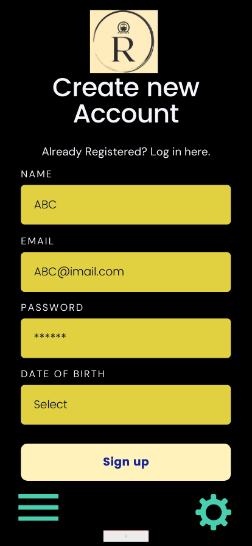 R
Create new
Account
Already Registered? Log in here.
NAME
ABC
EMAIL
ABC@imail.com
PASSWORD
******
DATE OF BIRTH
Select
Sign up